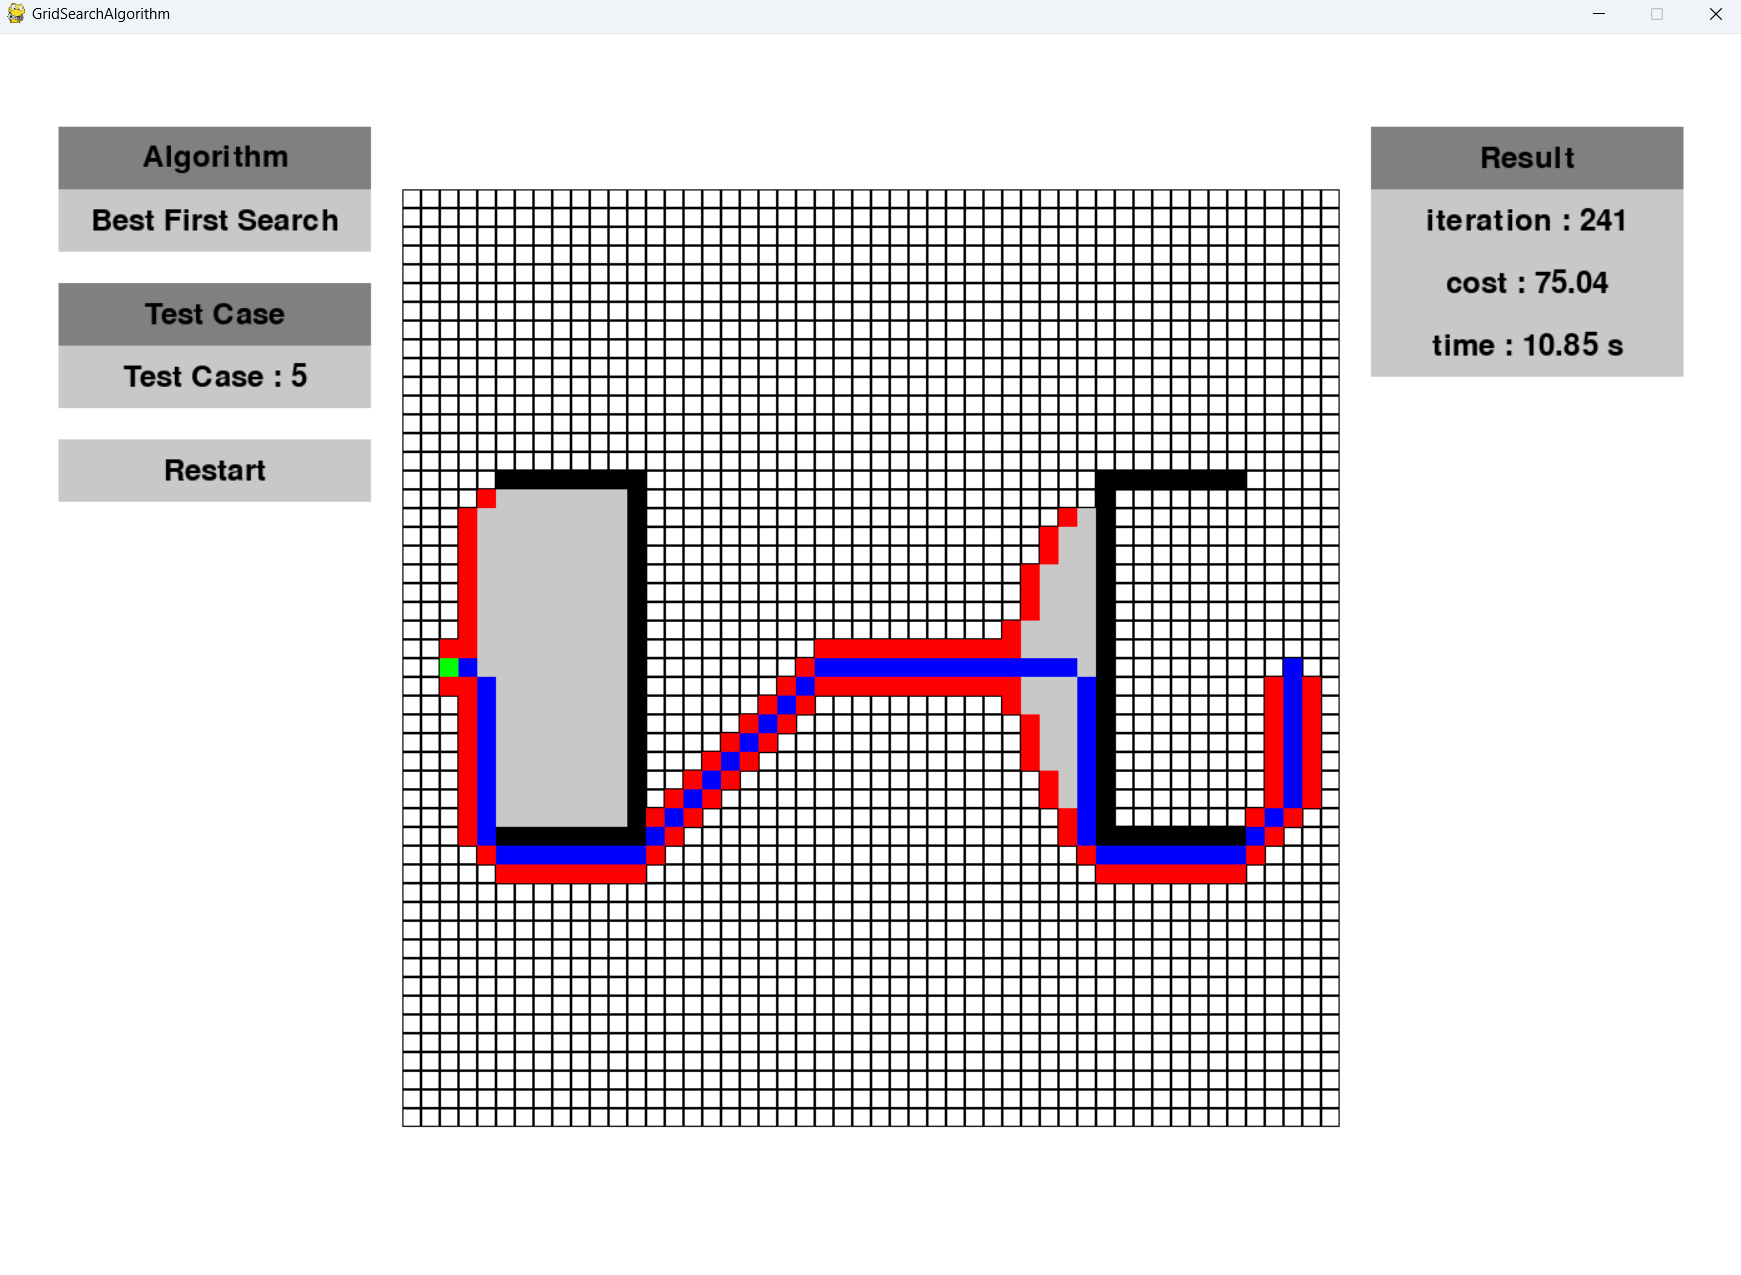 GridSearchAlgorithm
Algorithm
Best First Search
Test Case
Test Case : 5
Restart
Result
iteration : 241
cost : 75.04
time : 10.85 s